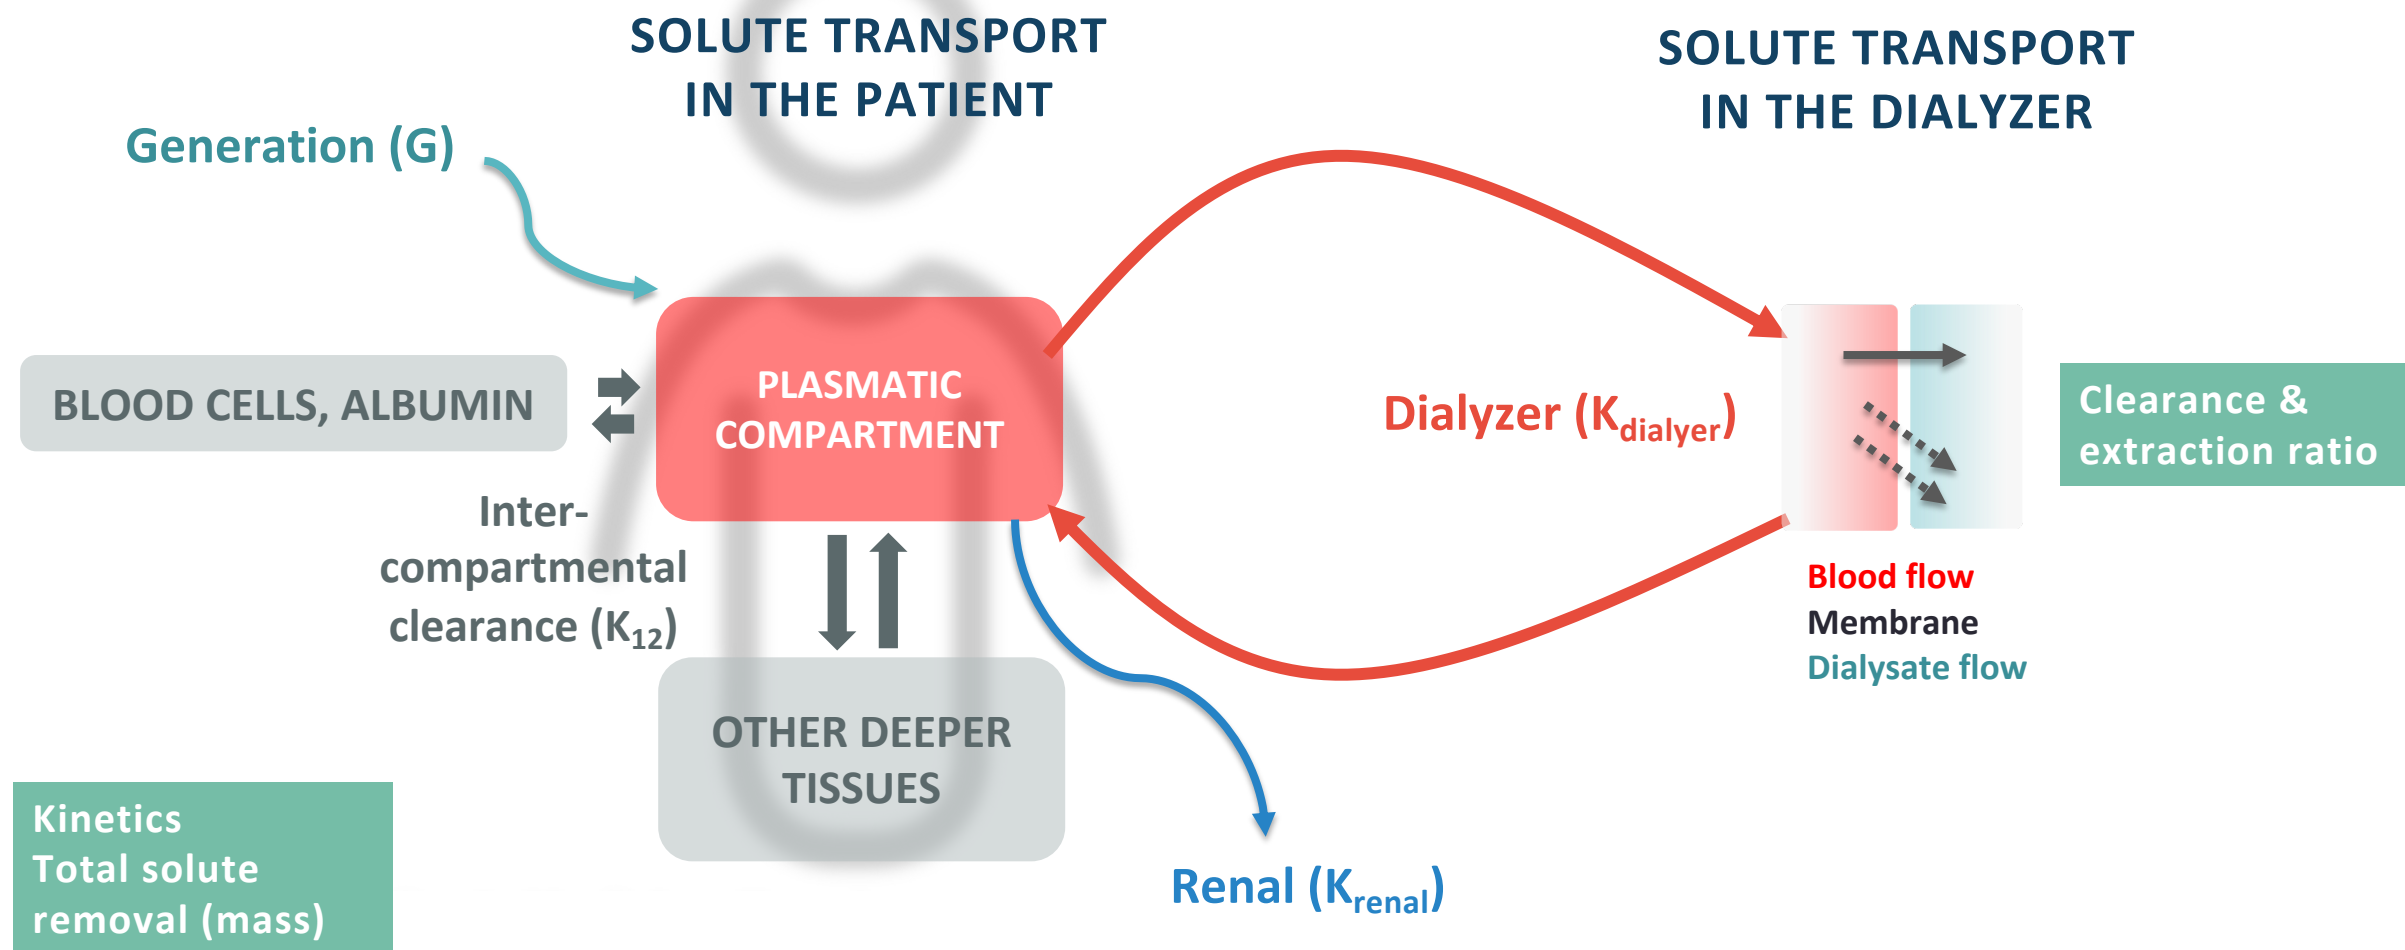 SOLUTE TRANSPORT
IN THE PATIENT
SOLUTE TRANSPORT
IN THE DIALYZER
Generation (G)
BLOOD CELLS, ALBUMIN
PLASMATIC
COMPARTMENT
Dialyzer (Kdialyer)
Clearance &
extraction ratio
Inter-
compartmental
clearance (K12)
Blood flow
Membrane
Dialysate flow
OTHER DEEPER
TISSUES
Kinetics
Total solute
removal (mass)
Renal (Krenal)